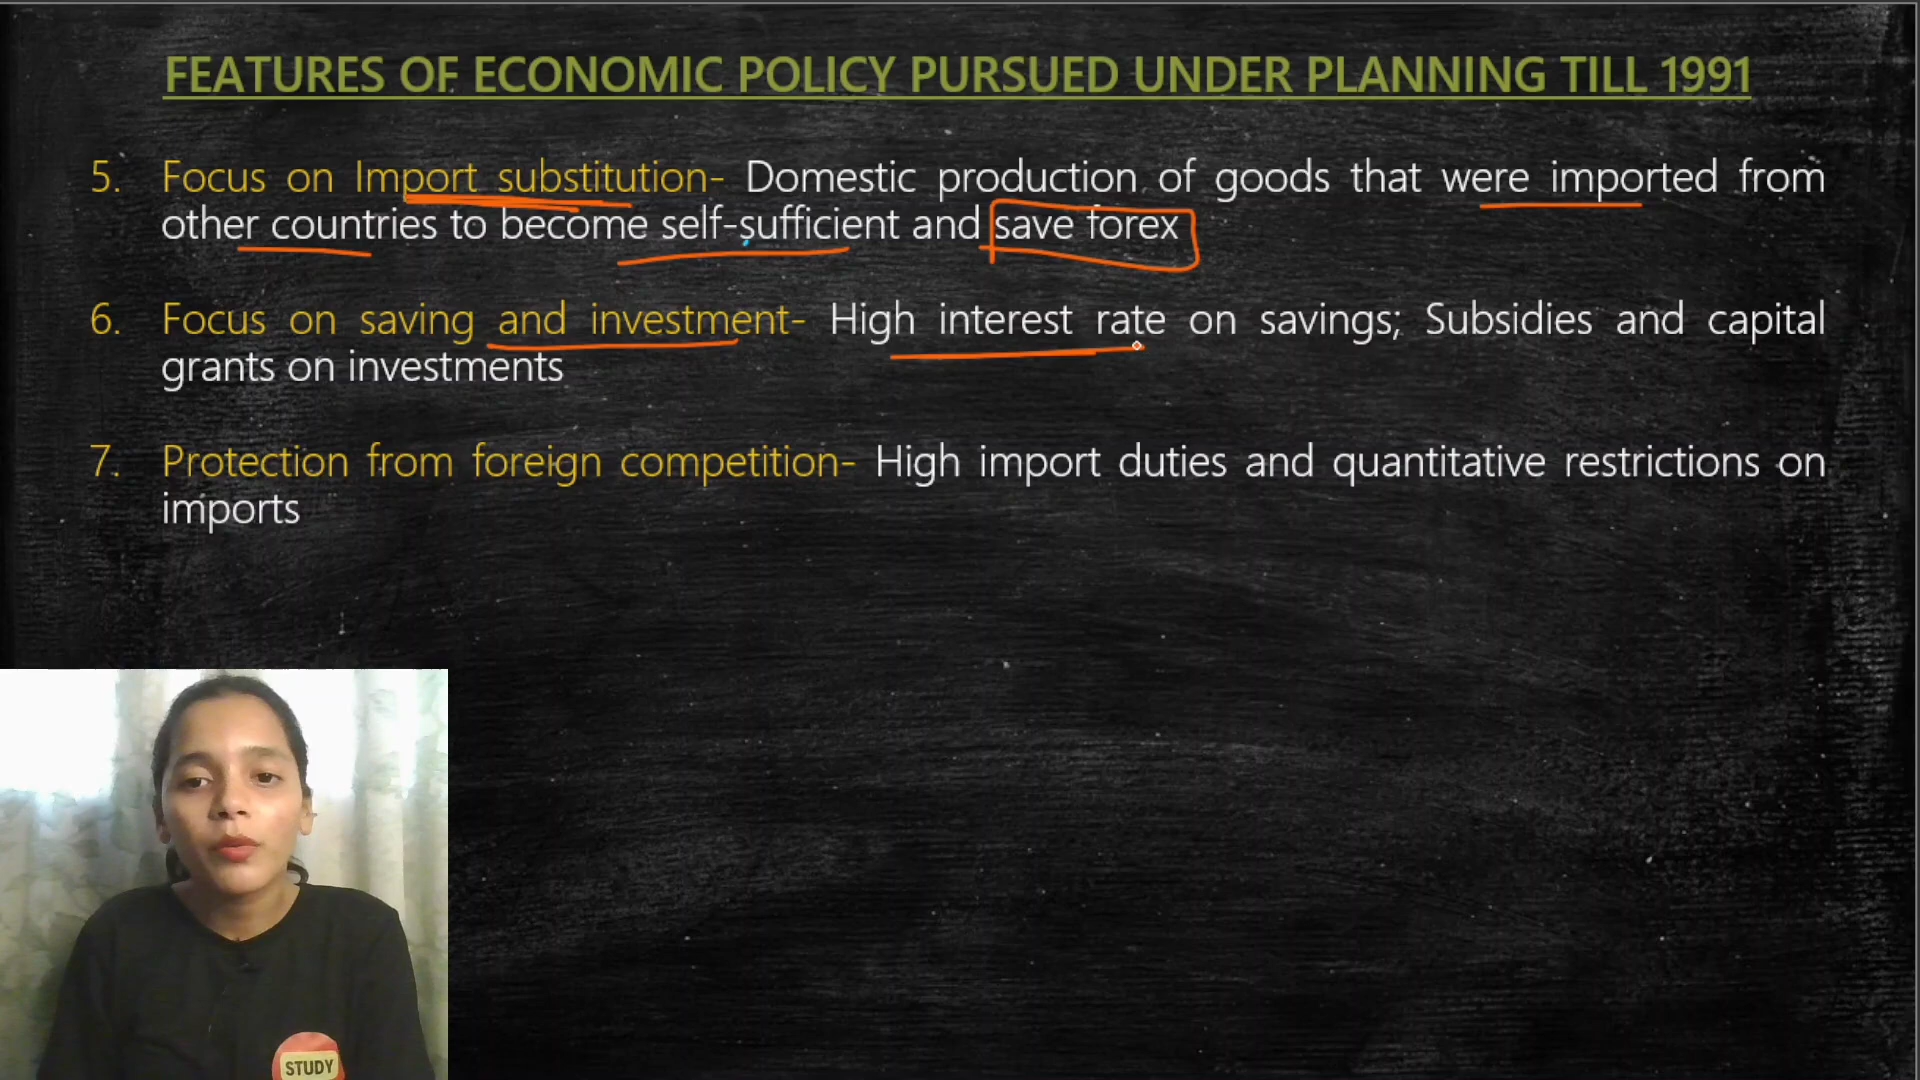 FEATURES OF ECONOMIC POLICY PURSUED UNDER PLANNING TILL 1991
5. Focus on Import substitution- Domestic production of goods that were imported from
other countries to become self-sufficient and save forex
6. Focus on saving and investment- High interest rate on savings; Subsidies and capital
grants on investments
7. Protection from foreign competition- High import duties and quantitative restrictions on
imports
STUDY